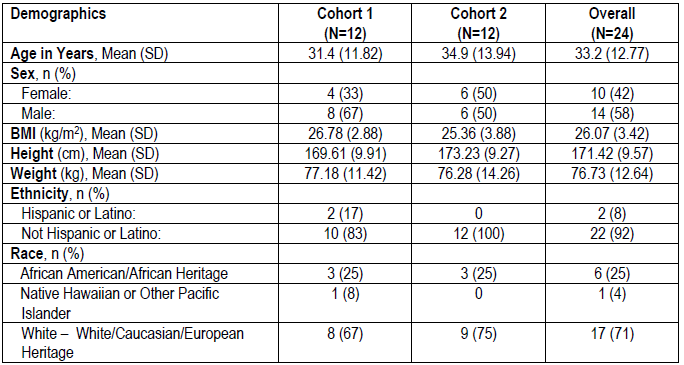 Demographics Cohort 1 (N=12) Cohort 2 (N=12) Overall (N=24)
Age in Years, Mean (SD) 31.4 (11.82) 34.9 (13.94) 33.2 (12.77)
Sex, n (%)
Female: 4 (33) 6 (50) 10 (42)
Male: 8 (67) 6 (50) 14 (58)
BMI (kg/m²), Mean (SD) 26.78 (2.88) 25.36 (3.88) 26.07 (3.42)
Height (cm), Mean (SD) 169.61 (9.91) 173.23 (9.27) 171.42 (9.57)
Weight (kg), Mean (SD) 77.18 (11.42) 76.28 (14.26) 76.73 (12.64)
Ethnicity, n (%)
Hispanic or Latino: 2 (17) 0 2 (8)
Not Hispanic or Latino: 10 (83) 12 (100) 22 (92)
Race, n (%)
African American/African Heritage 3 (25) 3 (25) 6 (25)
Native Hawaiian or Other Pacific 1 (8) 0 1 (4)
Islander
White – White/Caucasian/European 8 (67) 9 (75) 17 (71)
Heritage